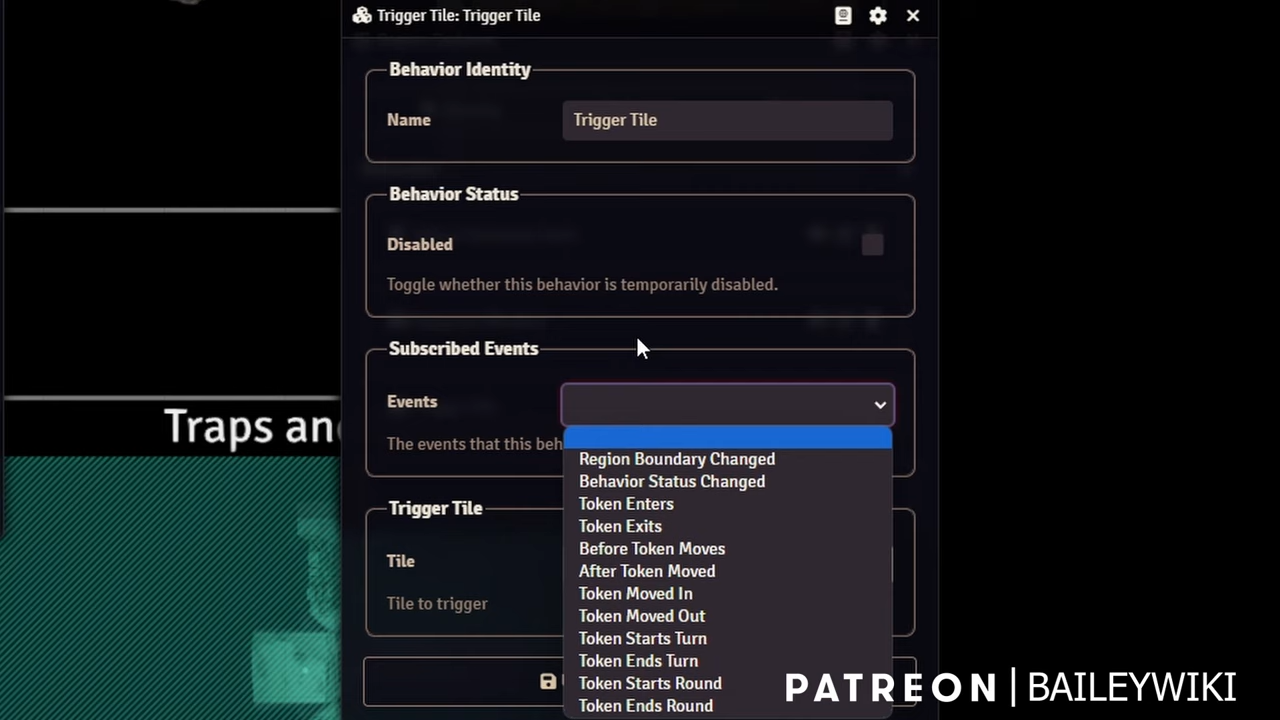 Trigger Tile: Trigger Tile
Behavior Identity
Name
Trigger Tile
Behavior Status
Disabled
Toggle whether this behavior is temporarily disabled.
Subscribed Events
Events
The events that this beh
Region Boundary Changed
Behavior Status Changed
Token Enters
Token Exits
Before Token Moves
After Token Moved
Token Moved In
Token Moved Out
Token Starts Turn
Token Ends Turn
Token Starts Round
Token Ends Round
Trigger Tile
Tile
Tile to trigger
Traps an
PATREON | BAILEYWIKI